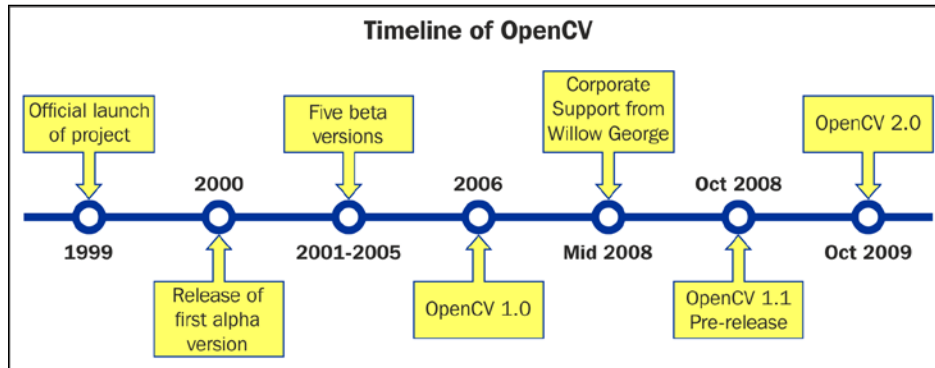 Timeline of OpenCV
Official launch
of project
1999
2000
Release of
first alpha
version
Five beta
versions
2001-2005
2006
OpenCV 1.0
Corporate
Support from
Willow George
Mid 2008
Oct 2008
OpenCV 1.1
Pre-release
OpenCV 2.0
Oct 2009